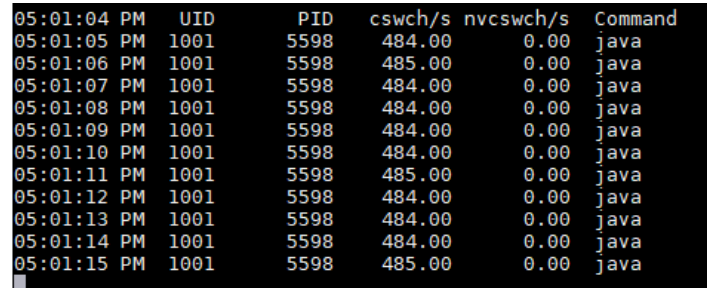 05:01:04 PM   UID       PID   cswch/s nvcswch/s  Command
05:01:05 PM  1001      5598    484.00      0.00  java
05:01:06 PM  1001      5598    485.00      0.00  java
05:01:07 PM  1001      5598    484.00      0.00  java
05:01:08 PM  1001      5598    484.00      0.00  java
05:01:09 PM  1001      5598    484.00      0.00  java
05:01:10 PM  1001      5598    484.00      0.00  java
05:01:11 PM  1001      5598    485.00      0.00  java
05:01:12 PM  1001      5598    484.00      0.00  java
05:01:13 PM  1001      5598    484.00      0.00  java
05:01:14 PM  1001      5598    484.00      0.00  java
05:01:15 PM  1001      5598    485.00      0.00  java